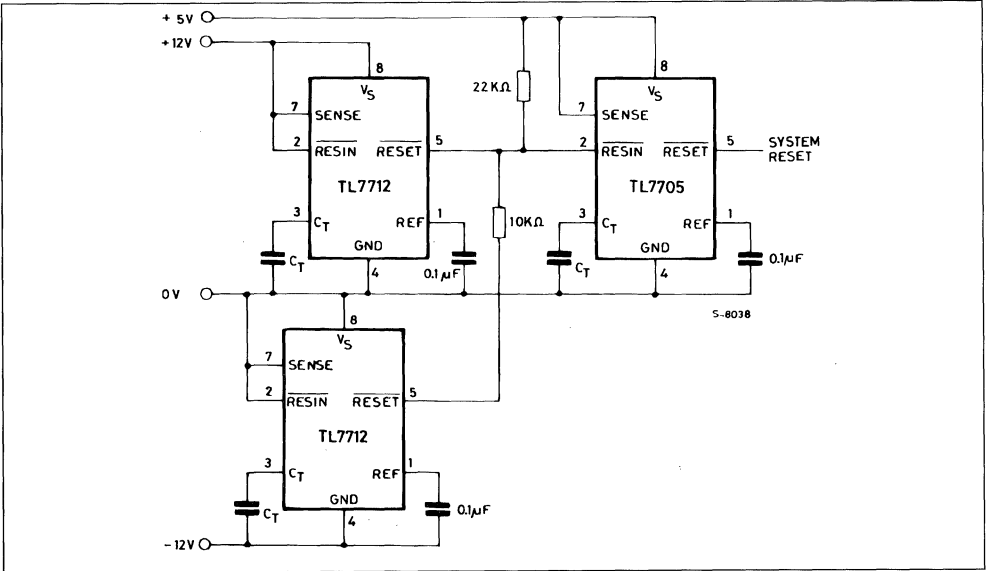 + 5V
+12V
8
VS
7 SENSE
2 RESIN RESET 5
TL7712
3 CT REF 1
GND
4
CT
0.1µF
22KΩ
10KΩ
8
VS
7 SENSE
2 RESIN RESET 5
SYSTEM
RESET
TL7705
3 CT REF 1
GND
4
CT
0.1µF
0V
S-8038
8
VS
7 SENSE
2 RESIN RESET 5
TL7712
3 CT REF 1
GND
4
CT
0.1µF
-12V